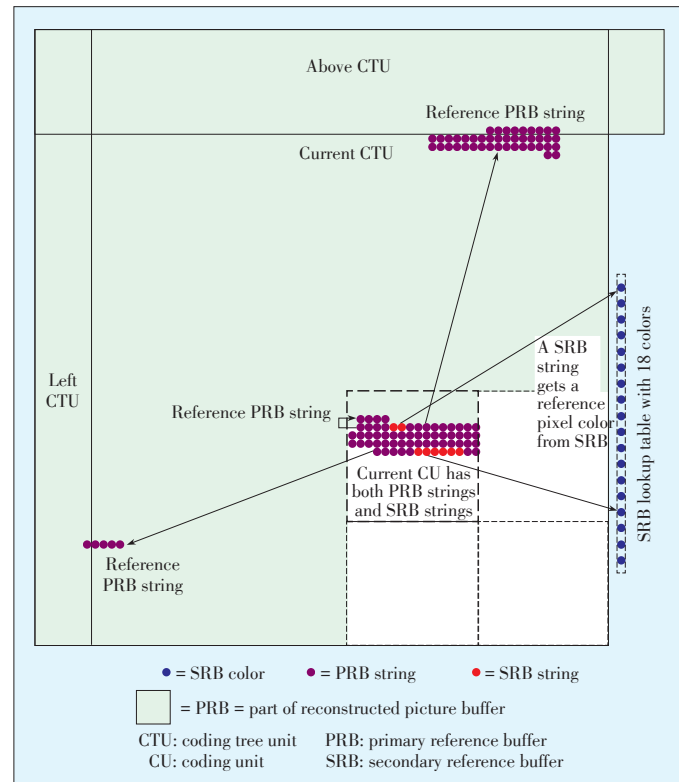 Above CTU
Reference PRB string
Current CTU
A SRB
string
gets a
reference
pixel color
from SRB
SRB lookup table with 18 colors
Left
CTU
Reference PRB string
Current CU has
both PRB strings
and SRB strings
Reference
PRB string
= SRB color
= PRB string
= SRB string
= PRB = part of reconstructed picture buffer
CTU: coding tree unit PRB: primary reference buffer
CU: coding unit SRB: secondary reference buffer